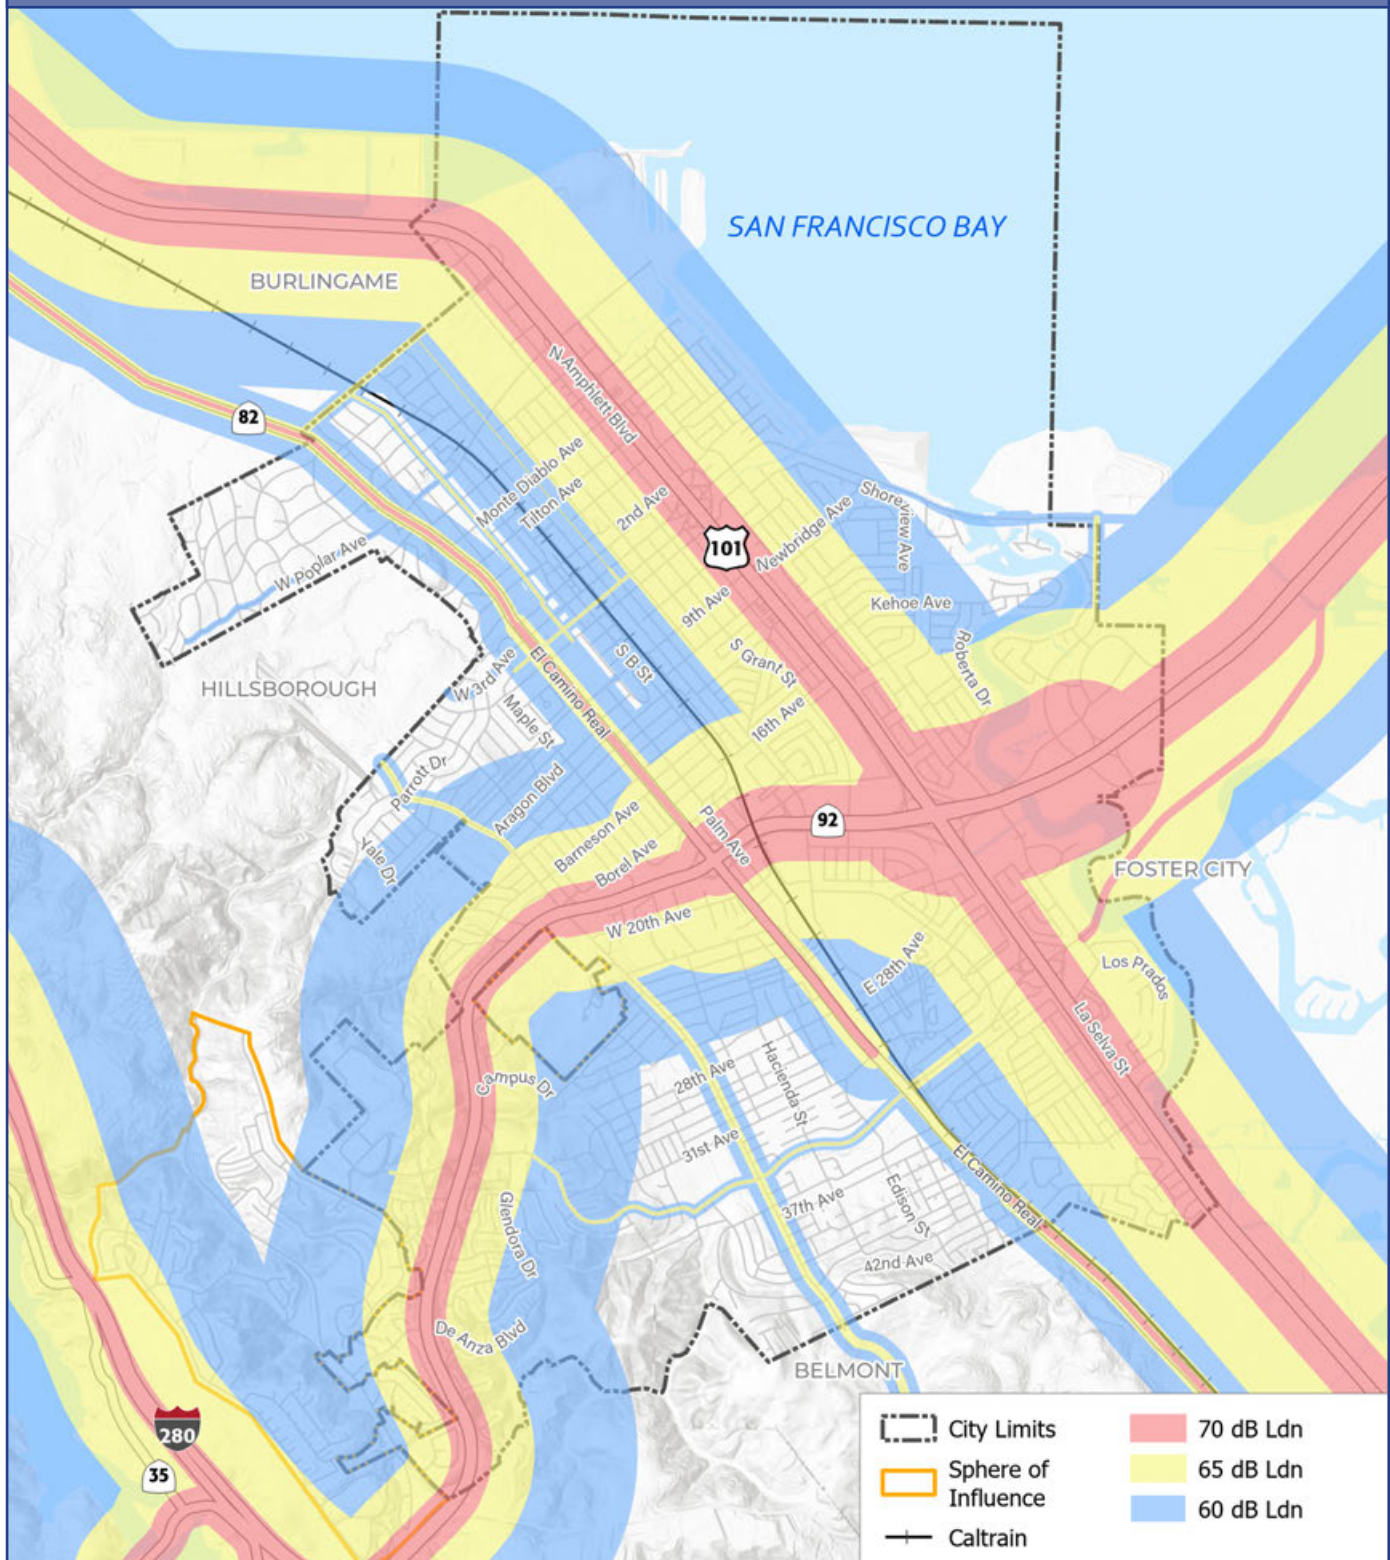 SAN FRANCISCO BAY
BURLINGAME
N Amphlett Blvd
82
Monte Diablo Ave
Tilton Ave
2nd Ave
Shoreview Ave
101
Newbridge Ave
W Poplar Ave
9th Ave
Kehoe Ave
S Grant St
Roberta Dr
S B St
El Camino Real
W 3rd Ave
HILLSBOROUGH
Maple St
16th Ave
Parrott Dr
Aragon Blvd
Barneson Ave
Palm Ave
92
Yale Dr
Borel Ave
FOSTER CITY
W 20th Ave
E 28th Ave
Los Prados
La Selva St
Hacienda St
28th Ave
Campus Dr
31st Ave
El Camino Real
37th Ave
Edison St
Glendora Dr
42nd Ave
De Anza Blvd
BELMONT
280
35
City Limits
Sphere of
Influence
Caltrain
70 dB Ldn
65 dB Ldn
60 dB Ldn